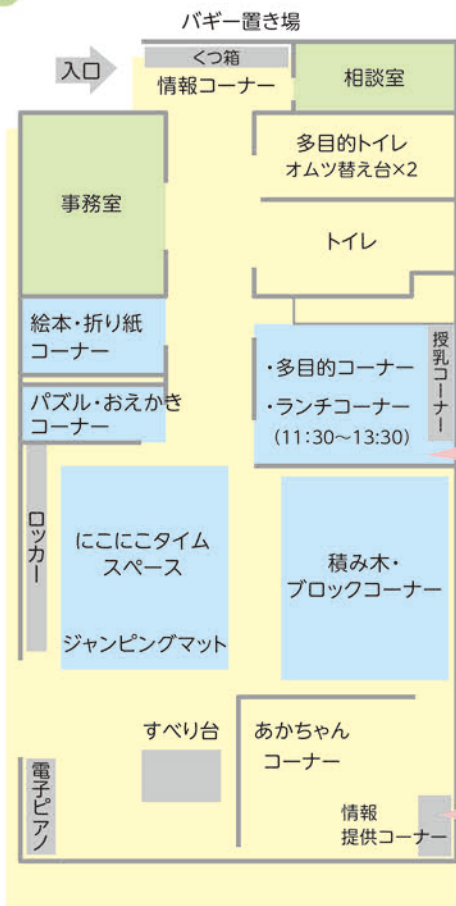 バギー置き場
入口
くつ箱
情報コーナー
相談室
多目的トイレ
オムツ替え台×2
事務室
トイレ
絵本・折り紙
コーナー
・多目的コーナー
・ランチコーナー
(11:30～13:30)
授乳コーナー
パズル・おえかき
コーナー
ロッカー
にこにこタイム
スペース
ジャンピングマット
積み木・
ブロックコーナー
すべり台
あかちゃん
コーナー
電子ピアノ
情報
提供コーナー